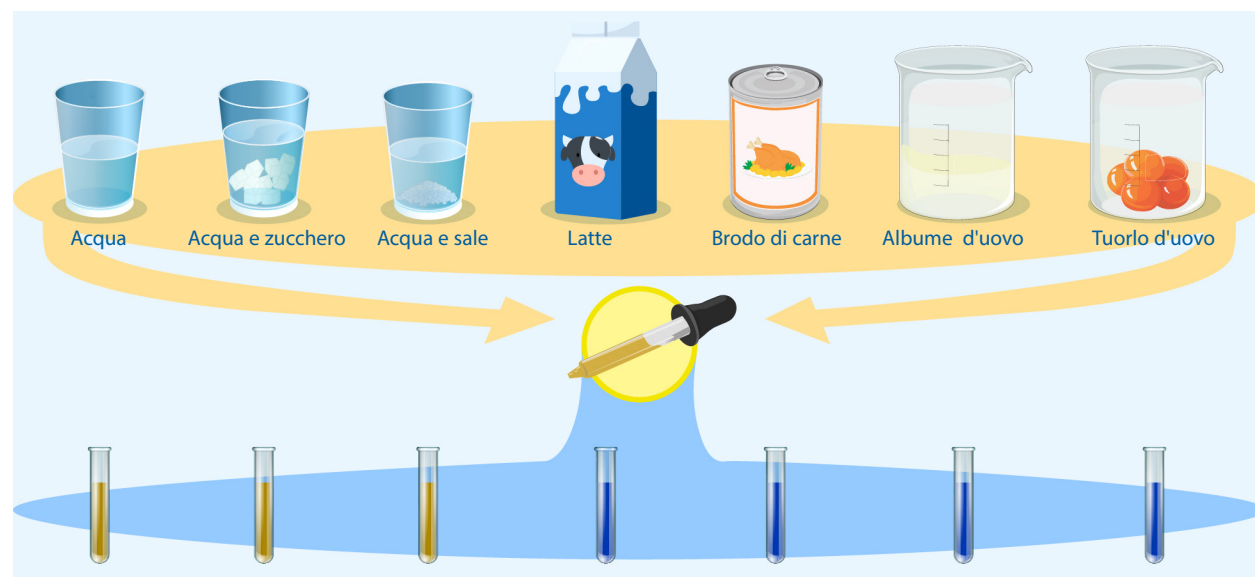 Acqua
Acqua e zucchero
Acqua e sale
Latte
Brodo di carne
Albume d'uovo
Tuorlo d'uovo